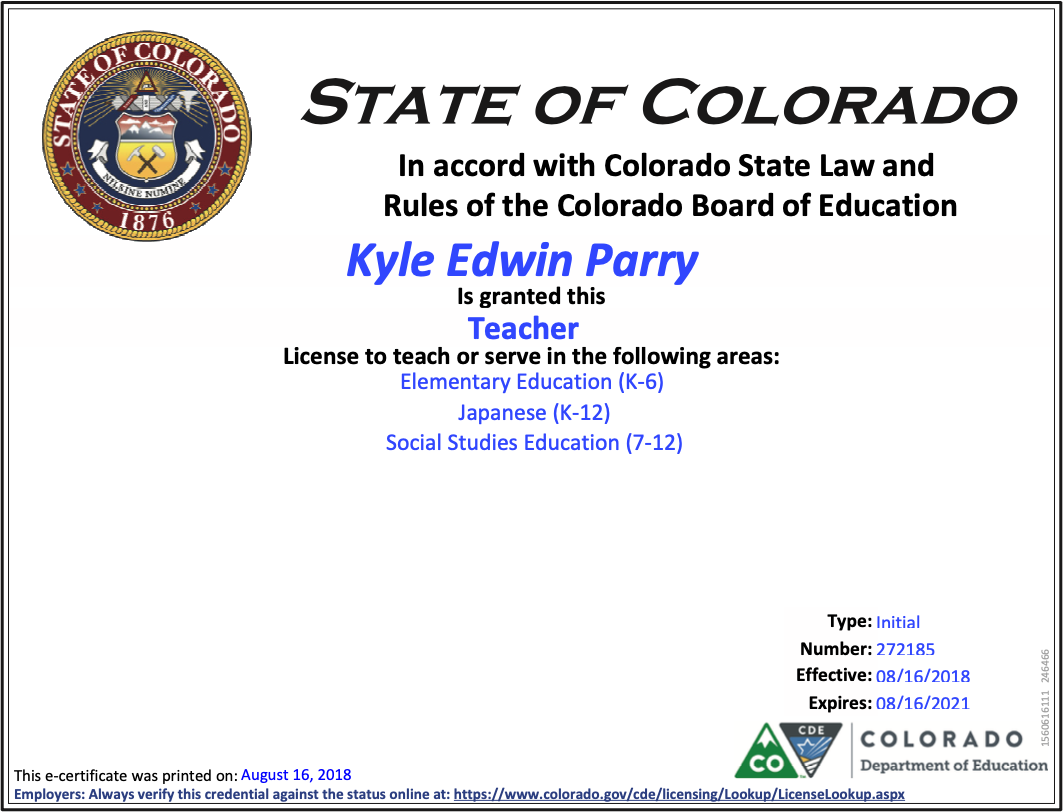 STATE OF COLORADO
1876
NIL SINE NUMINE
STATE OF COLORADO
In accord with Colorado State Law and
Rules of the Colorado Board of Education
Kyle Edwin Parry
Is granted this
Teacher
License to teach or serve in the following areas:
Elementary Education (K-6)
Japanese (K-12)
Social Studies Education (7-12)
Type: Initial
Number: 272185
Effective: 08/16/2018
Expires: 08/16/2021
1560616111 246466
CO
CDE
COLORADO
Department of Education
This e-certificate was printed on: August 16, 2018
Employers: Always verify this credential against the status online at: https://www.colorado.gov/cde/licensing/Lookup/LicenseLookup.aspx